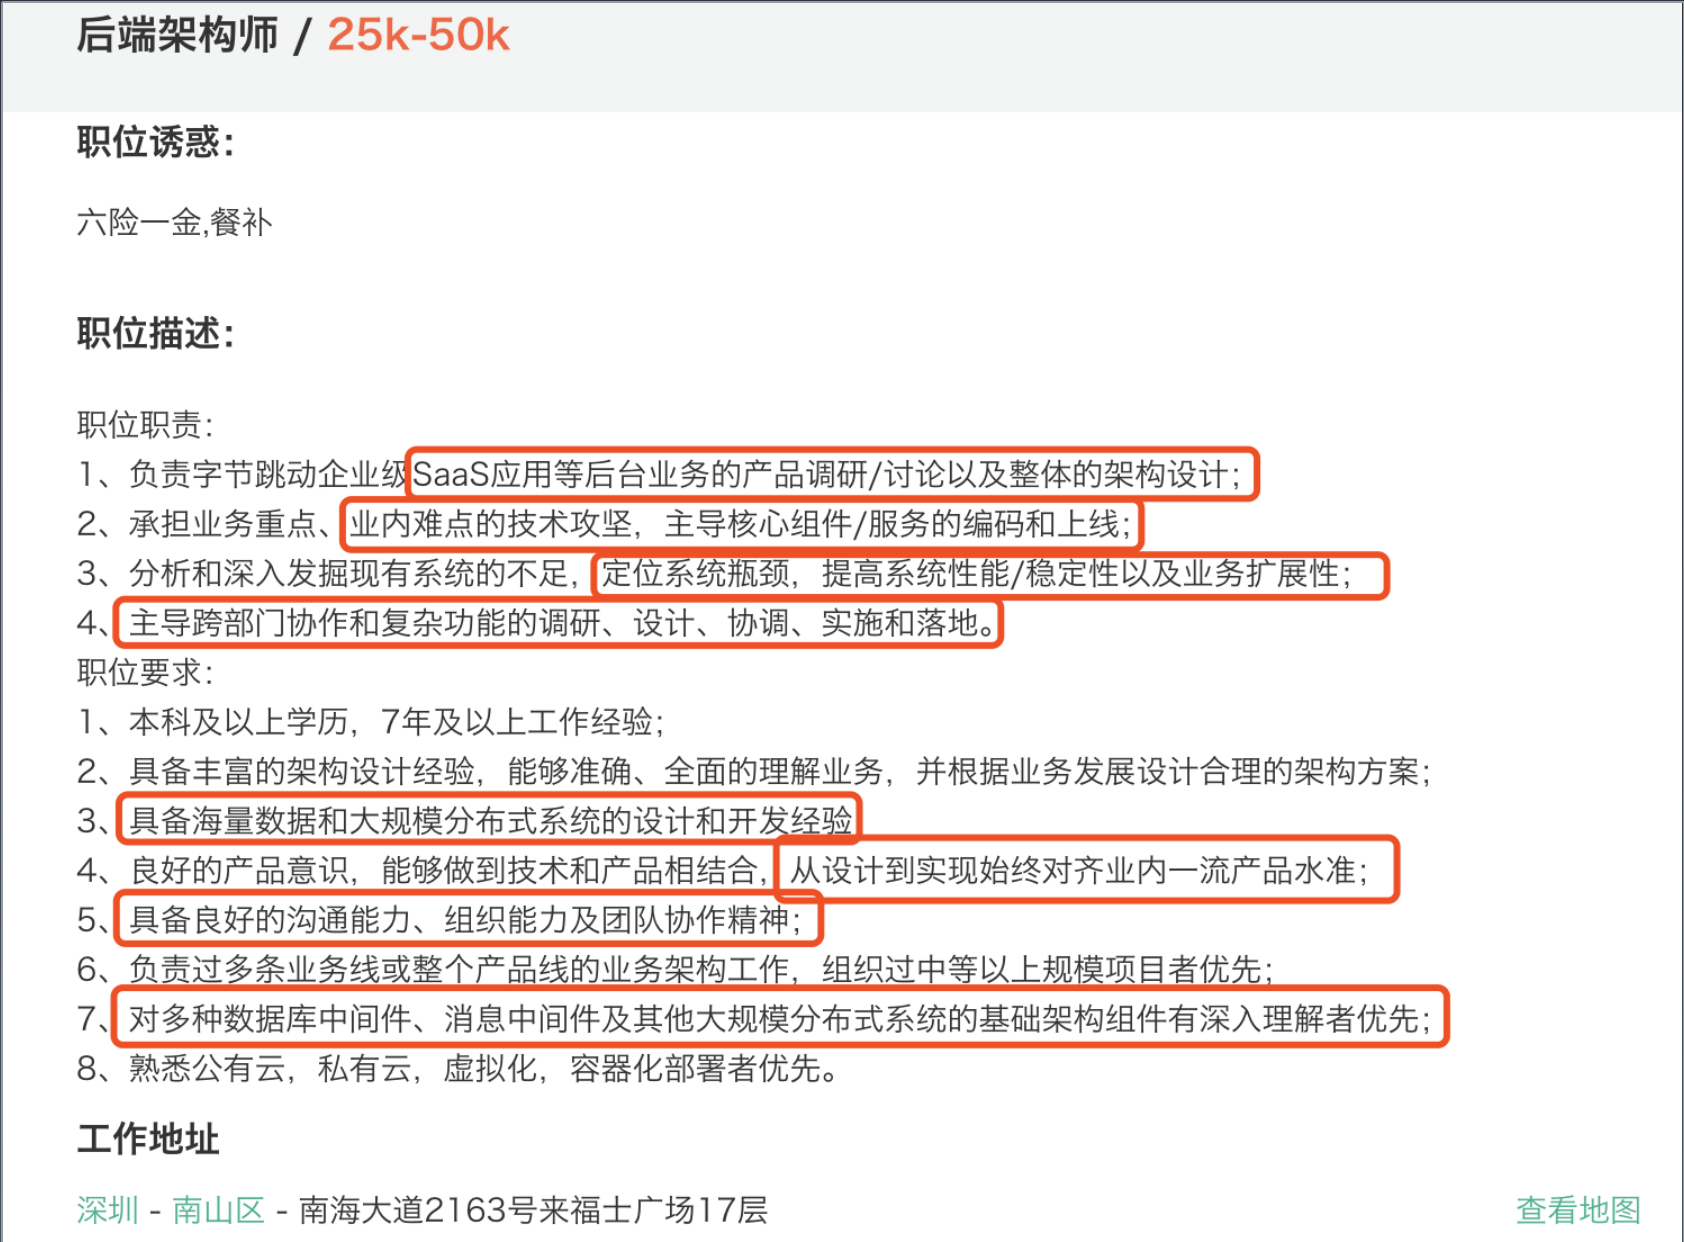 后端架构师 / 25k-50k
职位诱惑：
六险一金,餐补
职位描述：
职位职责：
1、负责字节跳动企业级SaaS应用等后台业务的产品调研/讨论以及整体的架构设计；
2、承担业务重点、业内难点的技术攻坚，主导核心组件/服务的编码和上线；
3、分析和深入发掘现有系统的不足，定位系统瓶颈，提高系统性能/稳定性以及业务扩展性；
4、主导跨部门协作和复杂功能的调研、设计、协调、实施和落地。
职位要求：
1、本科及以上学历，7年及以上工作经验；
2、具备丰富的架构设计经验，能够准确、全面的理解业务，并根据业务发展设计合理的架构方案；
3、具备海量数据和大规模分布式系统的设计和开发经验
4、良好的产品意识，能够做到技术和产品相结合，从设计到实现始终对齐业内一流产品水准；
5、具备良好的沟通能力、组织能力及团队协作精神；
6、负责过多条业务线或整个产品线的业务架构工作，组织过中等以上规模项目者优先；
7、对多种数据库中间件、消息中间件及其他大规模分布式系统的基础架构组件有深入理解者优先；
8、熟悉公有云，私有云，虚拟化，容器化部署者优先。
工作地址
深圳 - 南山区 - 南海大道2163号来福士广场17层 查看地图